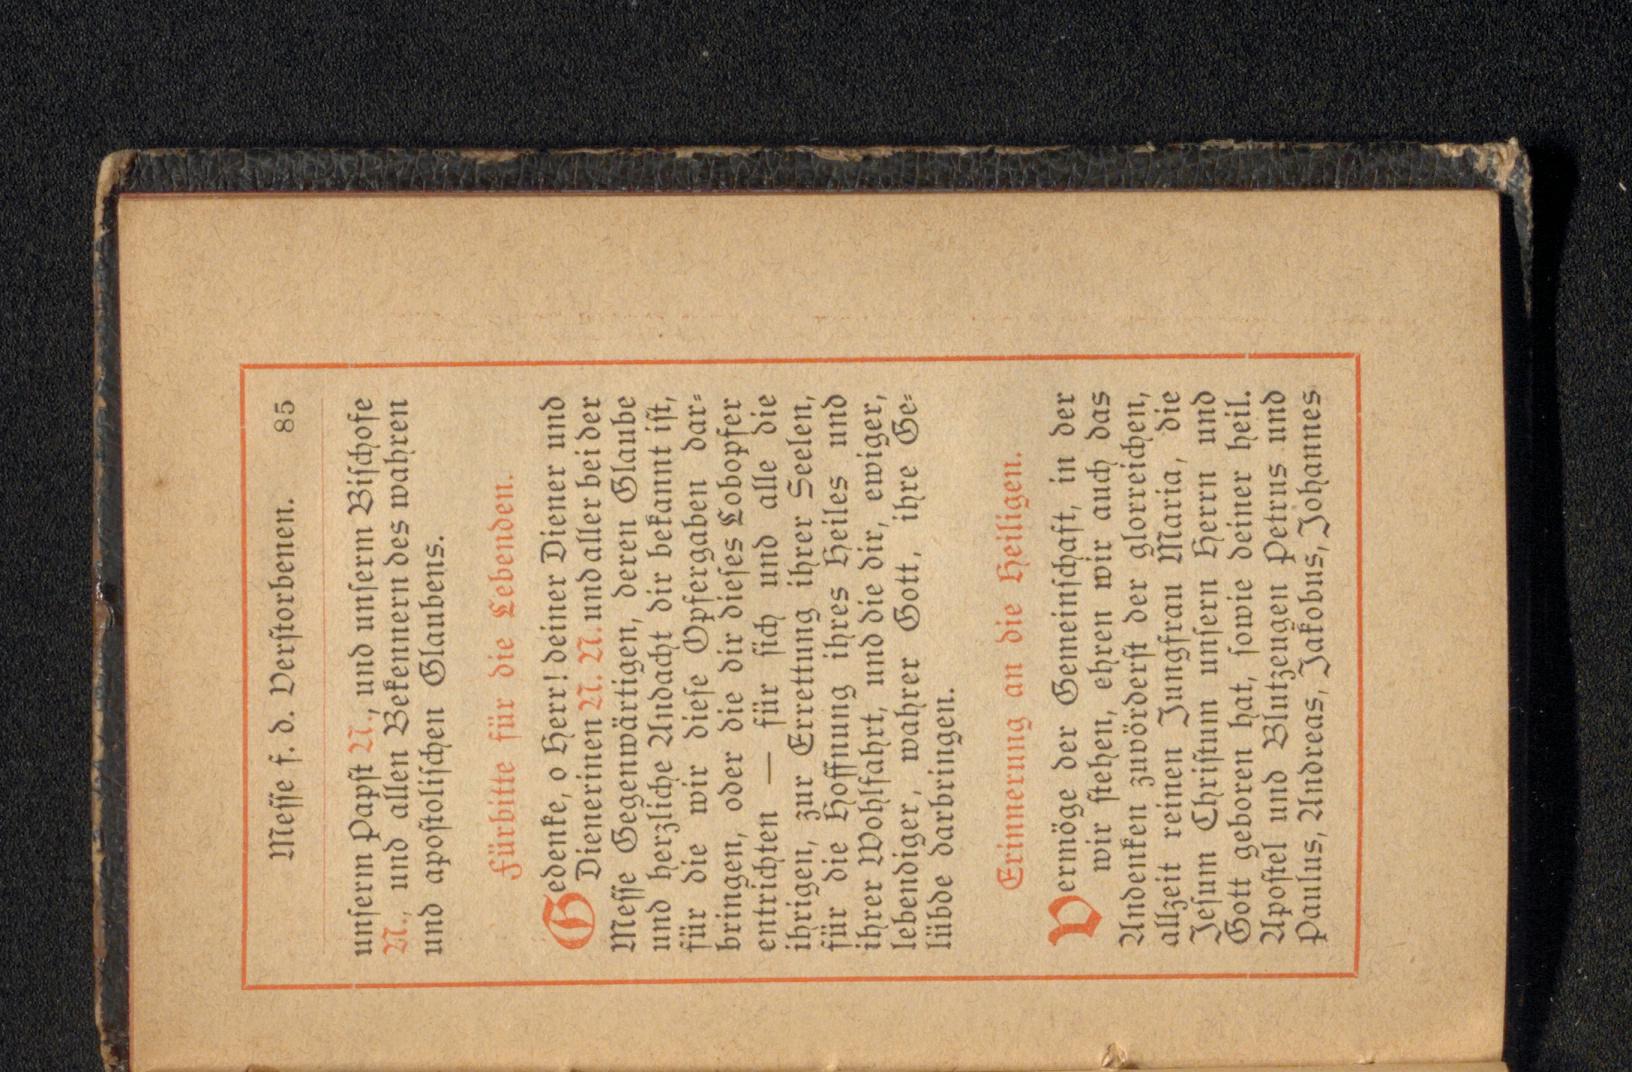 Messe f. d. Verstorbenen. 85
unserm Papst N., und unserm Bischofe
N., und allen Bekennern des wahren
und apostolischen Glaubens.
Fürbitte für die Lebenden.
Gedenke, o Herr! deiner Diener und
Dienerinen N. N. und aller bei der
Messe Gegenwärtigen, deren Glaube
und herzliche Andacht dir bekannt ist,
für die wir diese Opfergaben dar-
bringen, oder die dir dieses Lobopfer
entrichten — für sich und alle die
ihrigen, zur Errettung ihrer Seelen,
für die Hoffnung ihres Heiles und
ihrer Wohlfahrt, und die dir, ewiger,
lebendiger, wahrer Gott, ihre Ge-
lübde darbringen.
Erinnerung an die Heiligen.
Vermöge der Gemeinschaft, in der
wir stehen, ehren wir auch das
Andenken zuvörderst der glorreichen,
allzeit reinen Jungfrau Maria, die
Jesum Christum unsern Herrn und
Gott geboren hat, sowie deiner heil.
Apostel und Blutzeugen Petrus und
Paulus, Andreas, Jakobus, Johannes